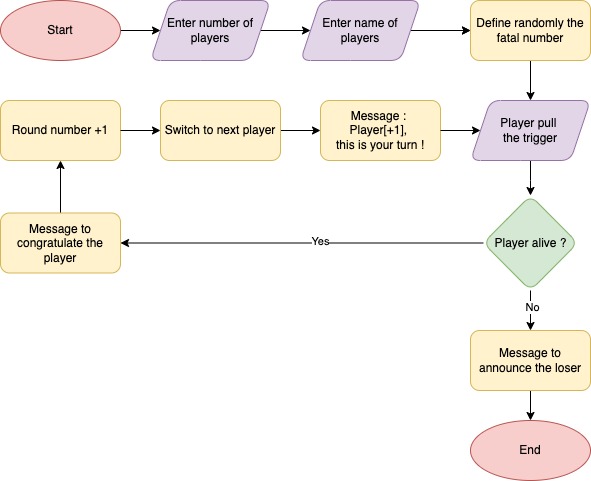 Start
Enter number of
players
Enter name of
players
Define randomly the
fatal number
Round number +1
Switch to next player
Message :
Player[+1],
this is your turn !
Player pull
the trigger
Message to
congratulate the
player
Yes
Player alive ?
No
Message to
announce the loser
End